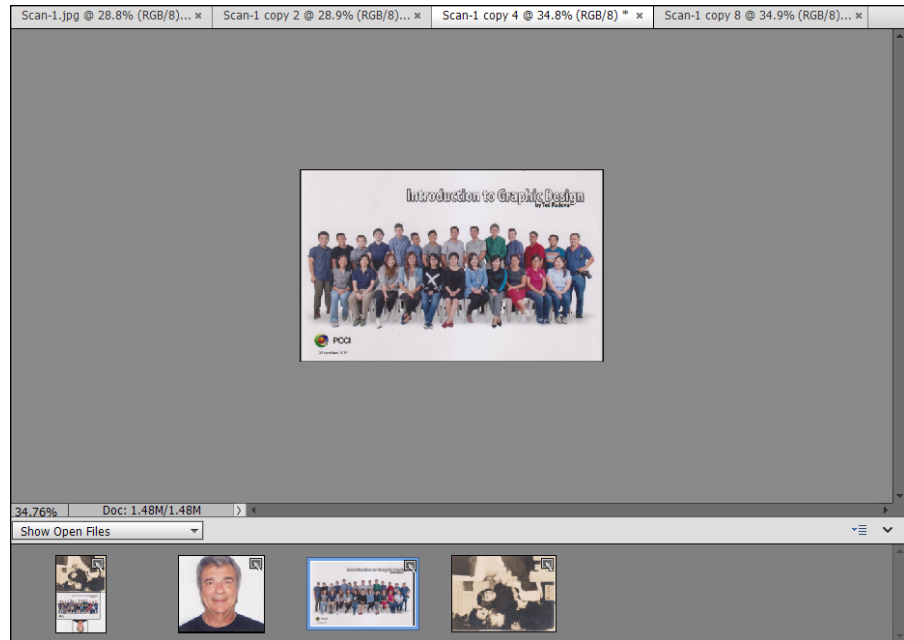 Scan-1.jpg @ 28.8% (RGB/8)... ×
Scan-1 copy 2 @ 28.9% (RGB/8)... ×
Scan-1 copy 4 @ 34.8% (RGB/8) * ×
Scan-1 copy 8 @ 34.9% (RGB/8)... ×
Introduction to Graphic Design
by Ted
PCCI
34.76%
Doc: 1.48M/1.48M
Show Open Files